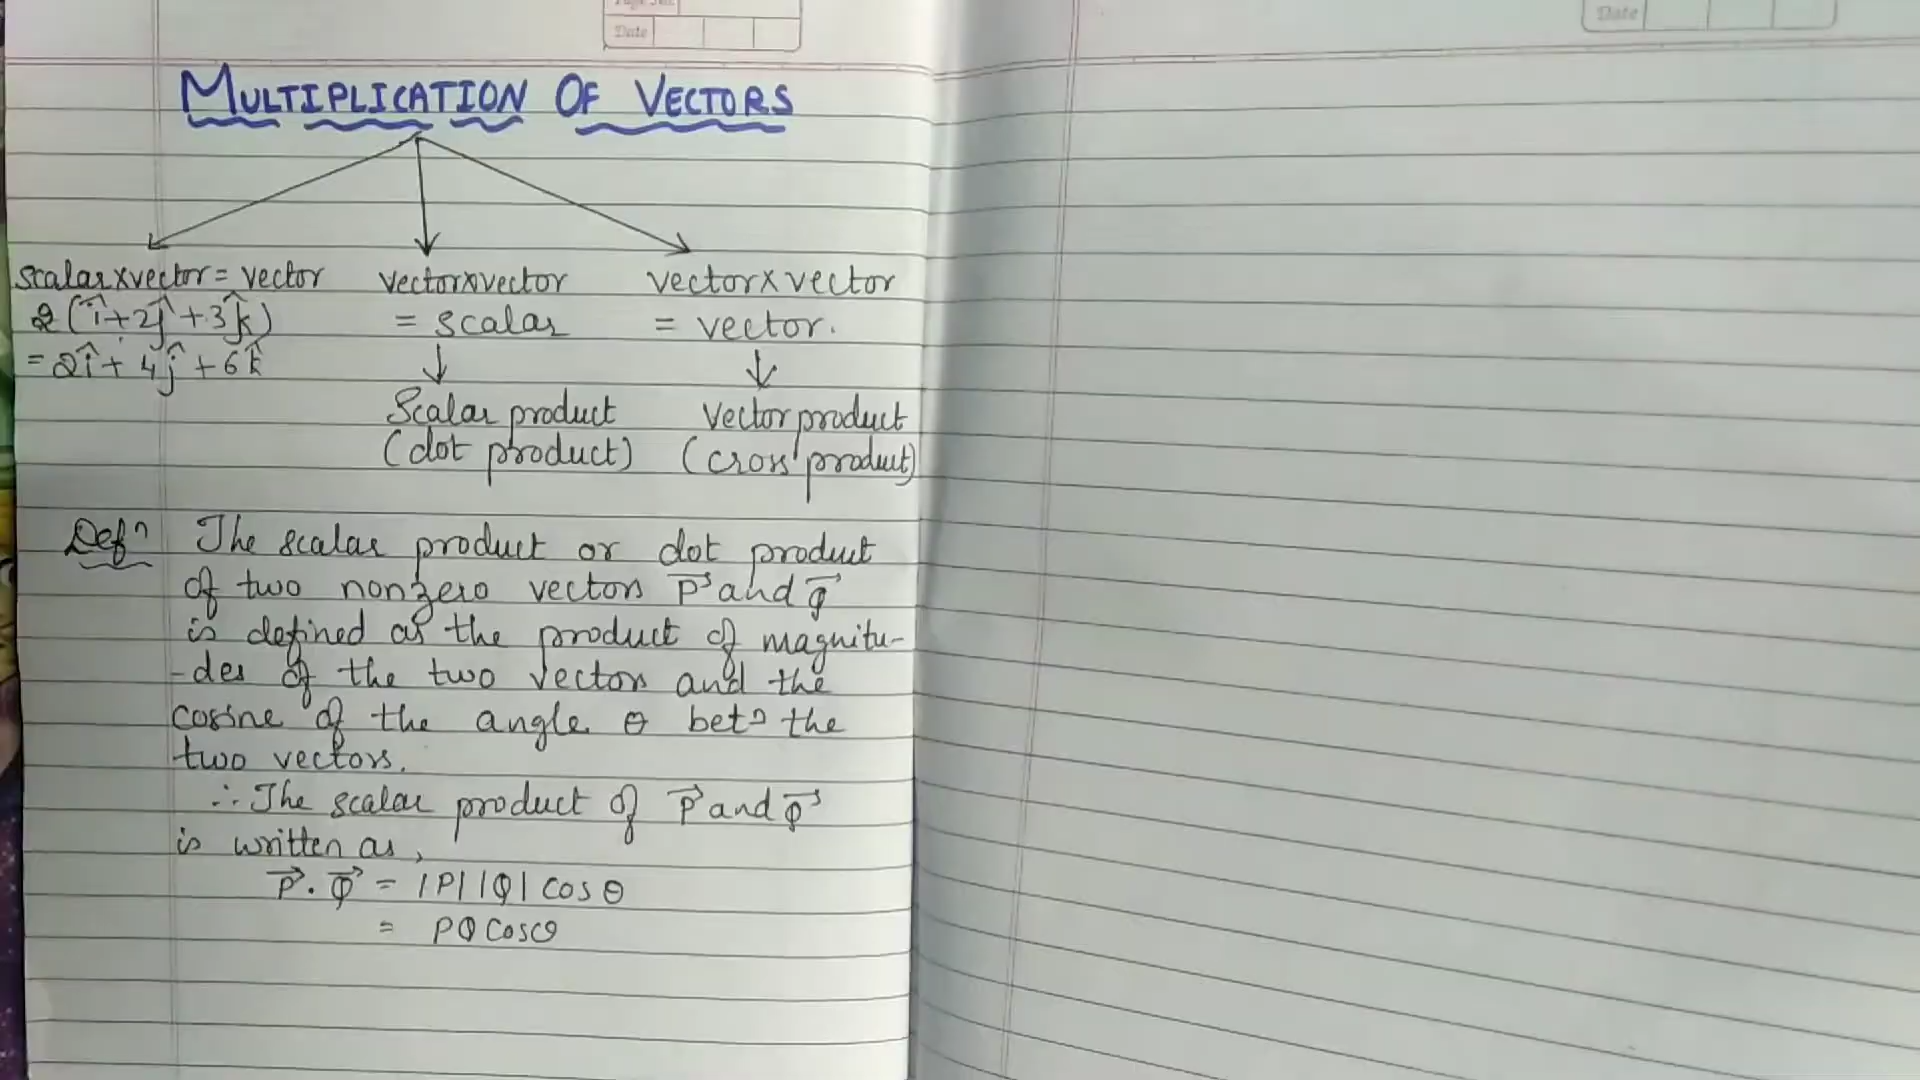 Date
Date
MULTIPLICATION OF VECTORS
scalar×vector = vector
2(î+2ĵ+3k̂)
=2î+4ĵ+6k̂
vector×vector
= scalar
↓
Scalar product
(dot product)
vector×vector
= vector.
↓
Vector product
(cross product)
Defⁿ The scalar product or dot product
of two nonzero vectors P⃗ and Q⃗
is defined as the product of magnitu-
-des of the two vectors and the
cosine of the angle θ betⁿ the
two vectors.
∴ The scalar product of P⃗ and Q⃗
is written as,
P⃗ . Q⃗ = |P| |Q| cos θ
= PQ Cosθ